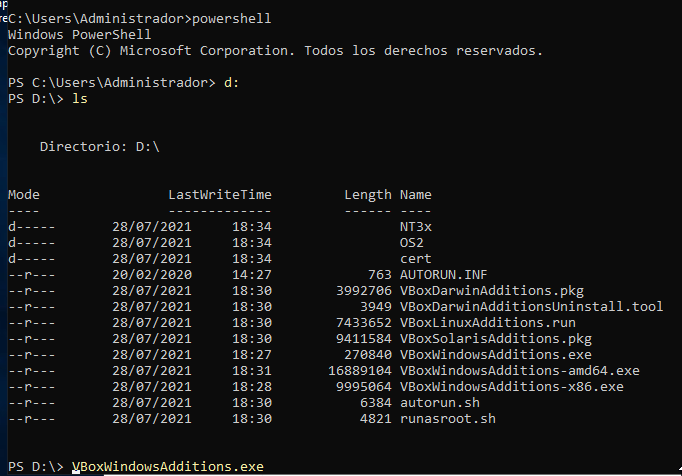 C:\Users\Administrador>powershell
Windows PowerShell
Copyright (C) Microsoft Corporation. Todos los derechos reservados.
PS C:\Users\Administrador> d:
PS D:\> ls
Directorio: D:\
Mode LastWriteTime Length Name
---- ------------- ------ ----
d----- 28/07/2021 18:34 NT3x
d----- 28/07/2021 18:34 OS2
d----- 28/07/2021 18:34 cert
--r--- 20/02/2020 14:27 763 AUTORUN.INF
--r--- 28/07/2021 18:30 3992706 VBoxDarwinAdditions.pkg
--r--- 28/07/2021 18:30 3949 VBoxDarwinAdditionsUninstall.tool
--r--- 28/07/2021 18:30 7433652 VBoxLinuxAdditions.run
--r--- 28/07/2021 18:30 9411584 VBoxSolarisAdditions.pkg
--r--- 28/07/2021 18:27 270840 VBoxWindowsAdditions.exe
--r--- 28/07/2021 18:31 16889104 VBoxWindowsAdditions-amd64.exe
--r--- 28/07/2021 18:28 9995064 VBoxWindowsAdditions-x86.exe
--r--- 28/07/2021 18:30 6384 autorun.sh
--r--- 28/07/2021 18:30 4821 runasroot.sh
PS D:\> VBoxWindowsAdditions.exe